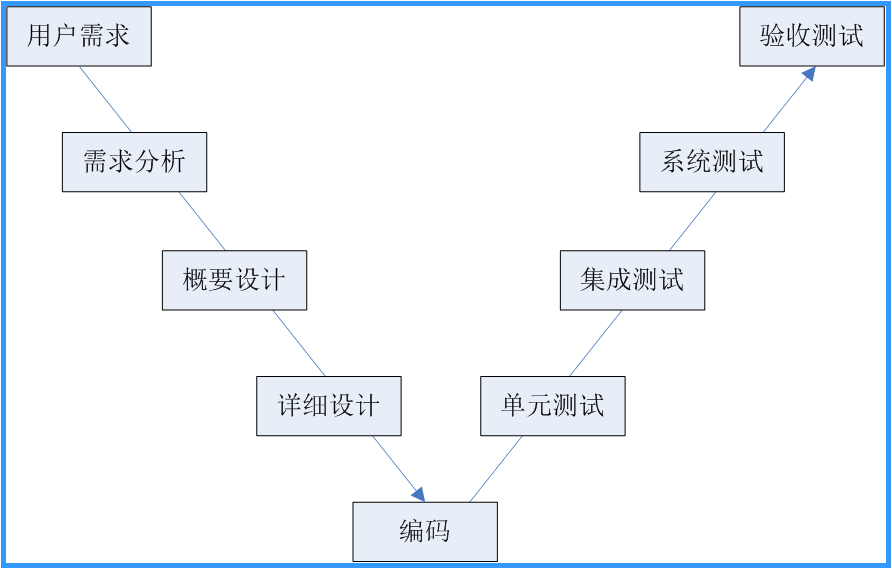 用户需求
验收测试
需求分析
系统测试
概要设计
集成测试
详细设计
单元测试
编码